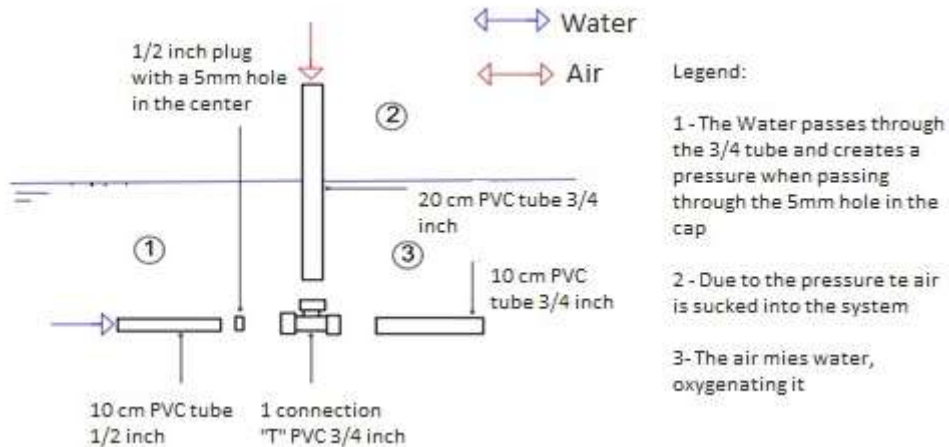 1/2 inch plug
with a 5mm hole
in the center
Water
Air
2
20 cm PVC tube 3/4
inch
1
3
10 cm PVC
tube 3/4 inch
10 cm PVC tube
1/2 inch
1 connection
"T" PVC 3/4 inch
Legend:
1 - The Water passes through
the 3/4 tube and creates a
pressure when passing
through the 5mm hole in the
cap
2 - Due to the pressure te air
is sucked into the system
3- The air mies water,
oxygenating it